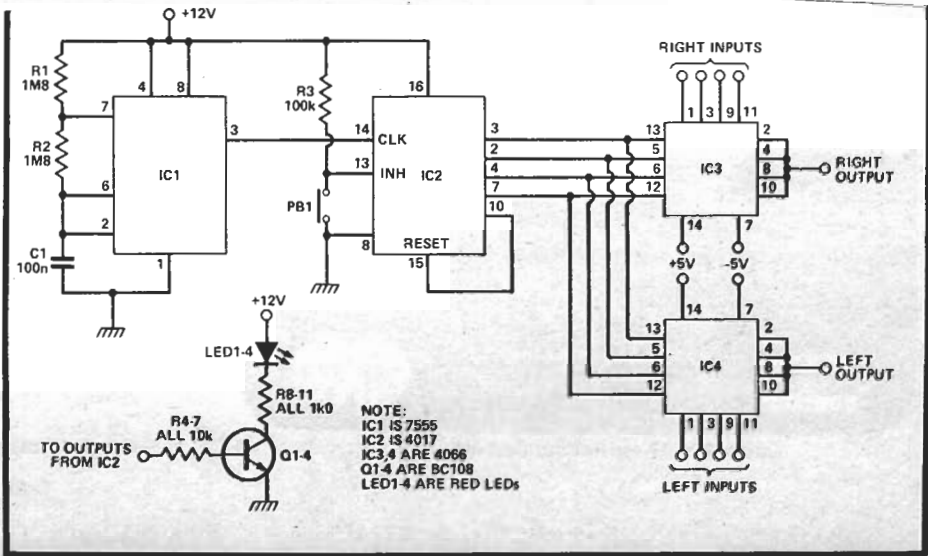 +12V
R1
1M8
4
8
7
R2
1M8
3
IC1
6
2
C1
100n
1
R3
100k
16
14
CLK
13
INH
IC2
PB1
8
RESET
15
3
2
4
7
10
RIGHT INPUTS
1
3
9
11
13
5
6
12
IC3
2
4
8
10
RIGHT
OUTPUT
14
7
+5V
-5V
14
7
13
5
6
12
IC4
2
4
8
10
LEFT
OUTPUT
1
3
9
11
LEFT INPUTS
+12V
LED1-4
R8-11
ALL 1k0
R4-7
ALL 10k
TO OUTPUTS
FROM IC2
Q1-4
NOTE:
IC1 IS 7555
IC2 IS 4017
IC3,4 ARE 4066
Q1-4 ARE BC108
LED1-4 ARE RED LEDs